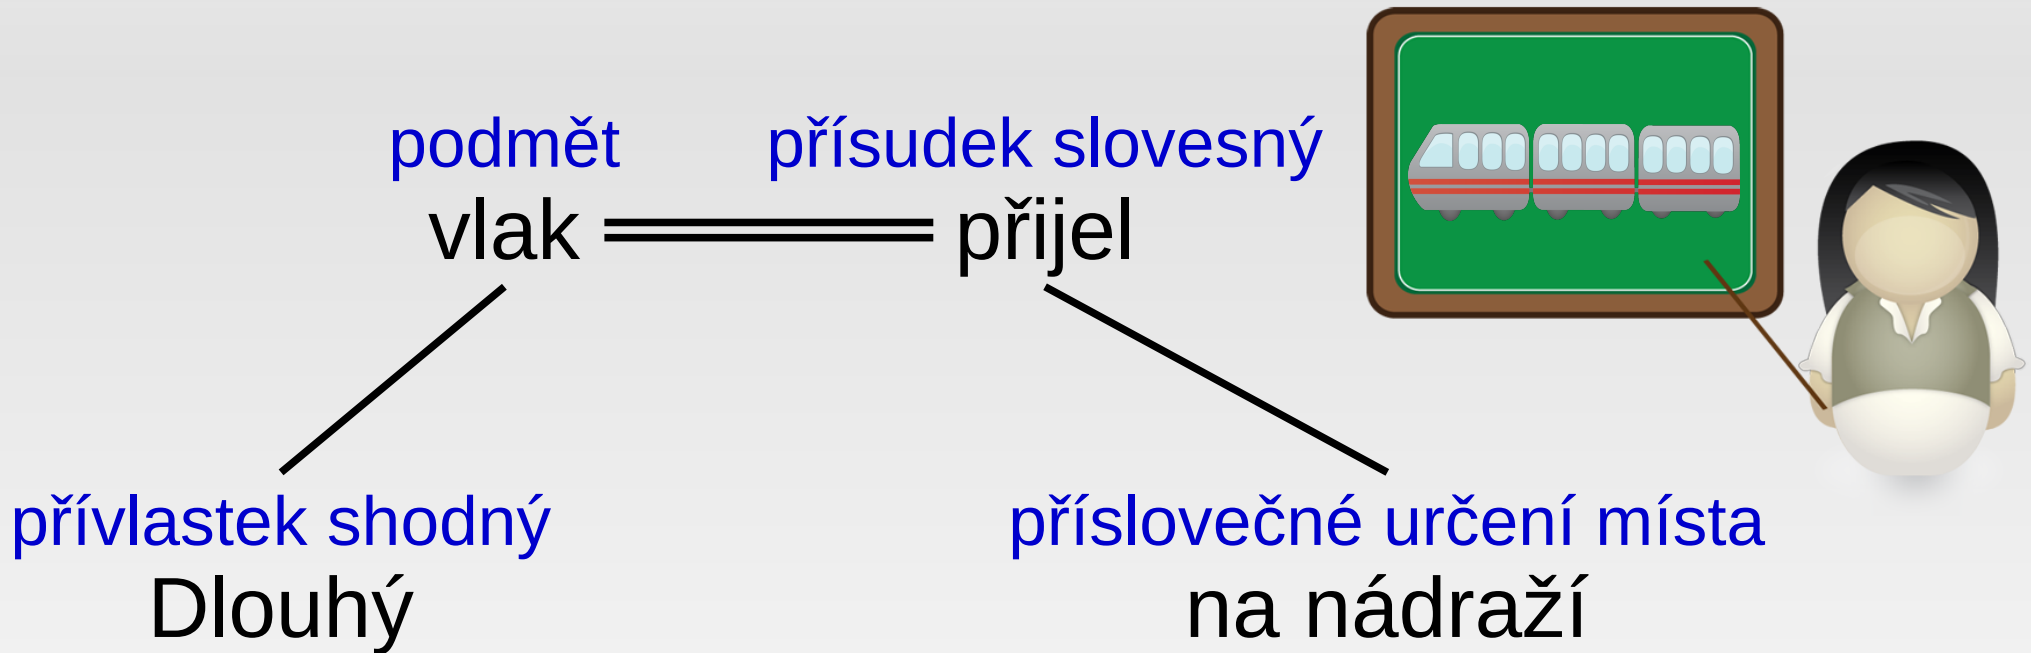 podmět přísudek slovesný
vlak přijel
přívlastek shodný příslovečné určení místa
Dlouhý na nádraží